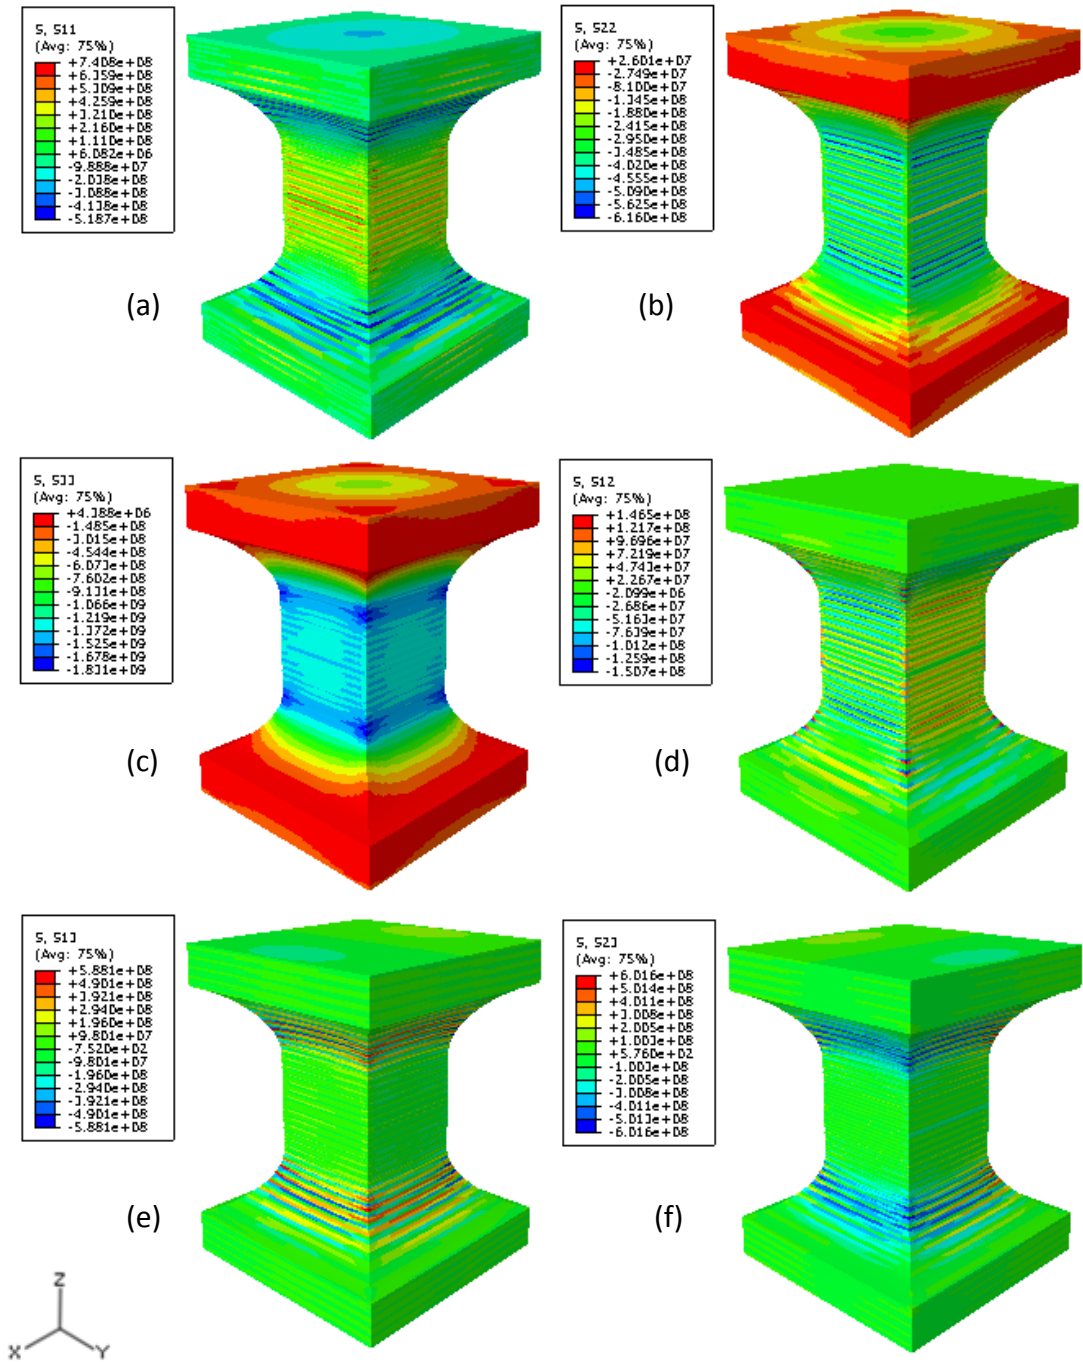 S, S11
(Avg: 75%)
+7.408e+08
+6.359e+08
+5.309e+08
+4.259e+08
+3.210e+08
+2.160e+08
+1.110e+08
+6.082e+06
-9.888e+07
-2.038e+08
-3.088e+08
-4.138e+08
-5.187e+08
(a)
S, S22
(Avg: 75%)
+2.601e+07
-2.749e+07
-8.100e+07
-1.345e+08
-1.880e+08
-2.415e+08
-2.950e+08
-3.485e+08
-4.020e+08
-4.555e+08
-5.090e+08
-5.625e+08
-6.160e+08
(b)
S, S33
(Avg: 75%)
+4.388e+06
-1.485e+08
-3.015e+08
-4.544e+08
-6.073e+08
-7.602e+08
-9.131e+08
-1.066e+09
-1.219e+09
-1.372e+09
-1.525e+09
-1.678e+09
-1.831e+09
(c)
S, S12
(Avg: 75%)
+1.465e+08
+1.217e+08
+9.696e+07
+7.219e+07
+4.743e+07
+2.267e+07
-2.099e+06
-2.686e+07
-5.163e+07
-7.639e+07
-1.012e+08
-1.259e+08
-1.507e+08
(d)
S, S13
(Avg: 75%)
+5.881e+08
+4.901e+08
+3.921e+08
+2.940e+08
+1.960e+08
+9.801e+07
-7.520e+02
-9.801e+07
-1.960e+08
-2.940e+08
-3.921e+08
-4.901e+08
-5.881e+08
(e)
S, S23
(Avg: 75%)
+6.016e+08
+5.014e+08
+4.011e+08
+3.008e+08
+2.005e+08
+1.003e+08
+5.760e+02
-1.003e+08
-2.005e+08
-3.008e+08
-4.011e+08
-5.013e+08
-6.016e+08
(f)
Z
X
Y